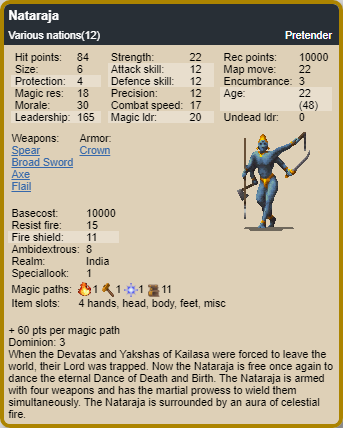 Nataraja
Various nations(12) Pretender
Hit points: 84 Strength: 22 Rec points: 10000
Size: 6 Attack skill: 12 Map move: 22
Protection: 4 Defence skill: 12 Encumbrance: 3
Magic res: 18 Precision: 12 Age: 22
Morale: 30 Combat speed: 17 (48)
Leadership: 165 Magic ldr: 20 Undead ldr: 0
Weapons: Armor:
Spear Crown
Broad Sword
Axe
Flail
Basecost: 10000
Resist fire: 15
Fire shield: 11
Ambidextrous: 8
Realm: India
Speciallook: 1
Magic paths: 1 1 1 11
Item slots: 4 hands, head, body, feet, misc
+ 60 pts per magic path
Dominion: 3
When the Devatas and Yakshas of Kailasa were forced to leave the
world, their Lord was trapped. Now the Nataraja is free once again to
dance the eternal Dance of Death and Birth. The Nataraja is armed
with four weapons and has the martial prowess to wield them
simultaneously. The Nataraja is surrounded by an aura of celestial
fire.